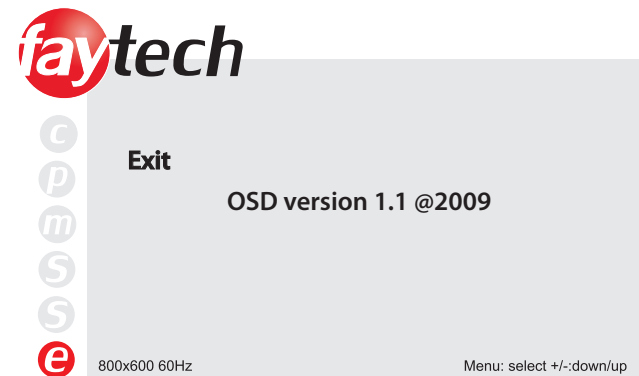 faytech
c
Exit
p
OSD version 1.1 @2009
m
S
S
e
800x600 60Hz
Menu: select +/-:down/up